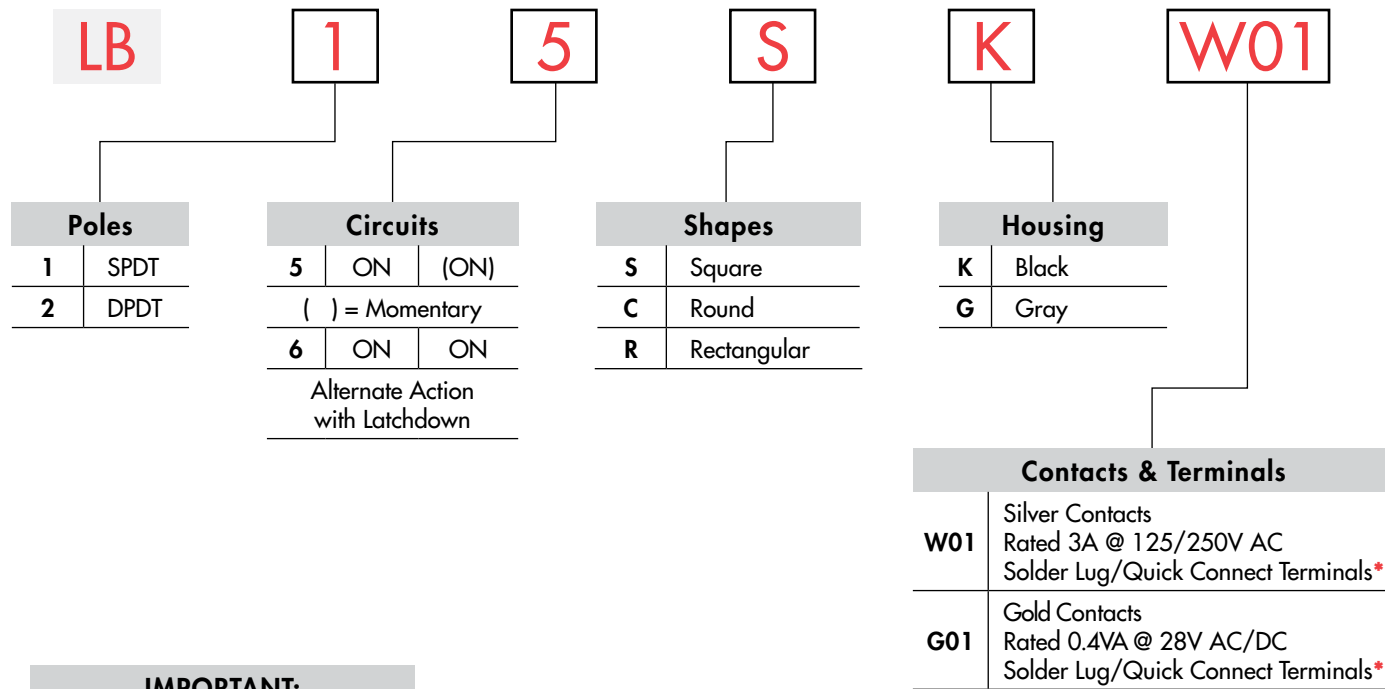 LB 1 5 S K W01
Poles
1 SPDT
2 DPDT
Circuits
5 ON (ON)
( ) = Momentary
6 ON ON
Alternate Action
with Latchdown
Shapes
S Square
C Round
R Rectangular
Housing
K Black
G Gray
Contacts & Terminals
W01
Silver Contacts
Rated 3A @ 125/250V AC
Solder Lug/Quick Connect Terminals*
G01
Gold Contacts
Rated 0.4VA @ 28V AC/DC
Solder Lug/Quick Connect Terminals*
IMPORTANT: